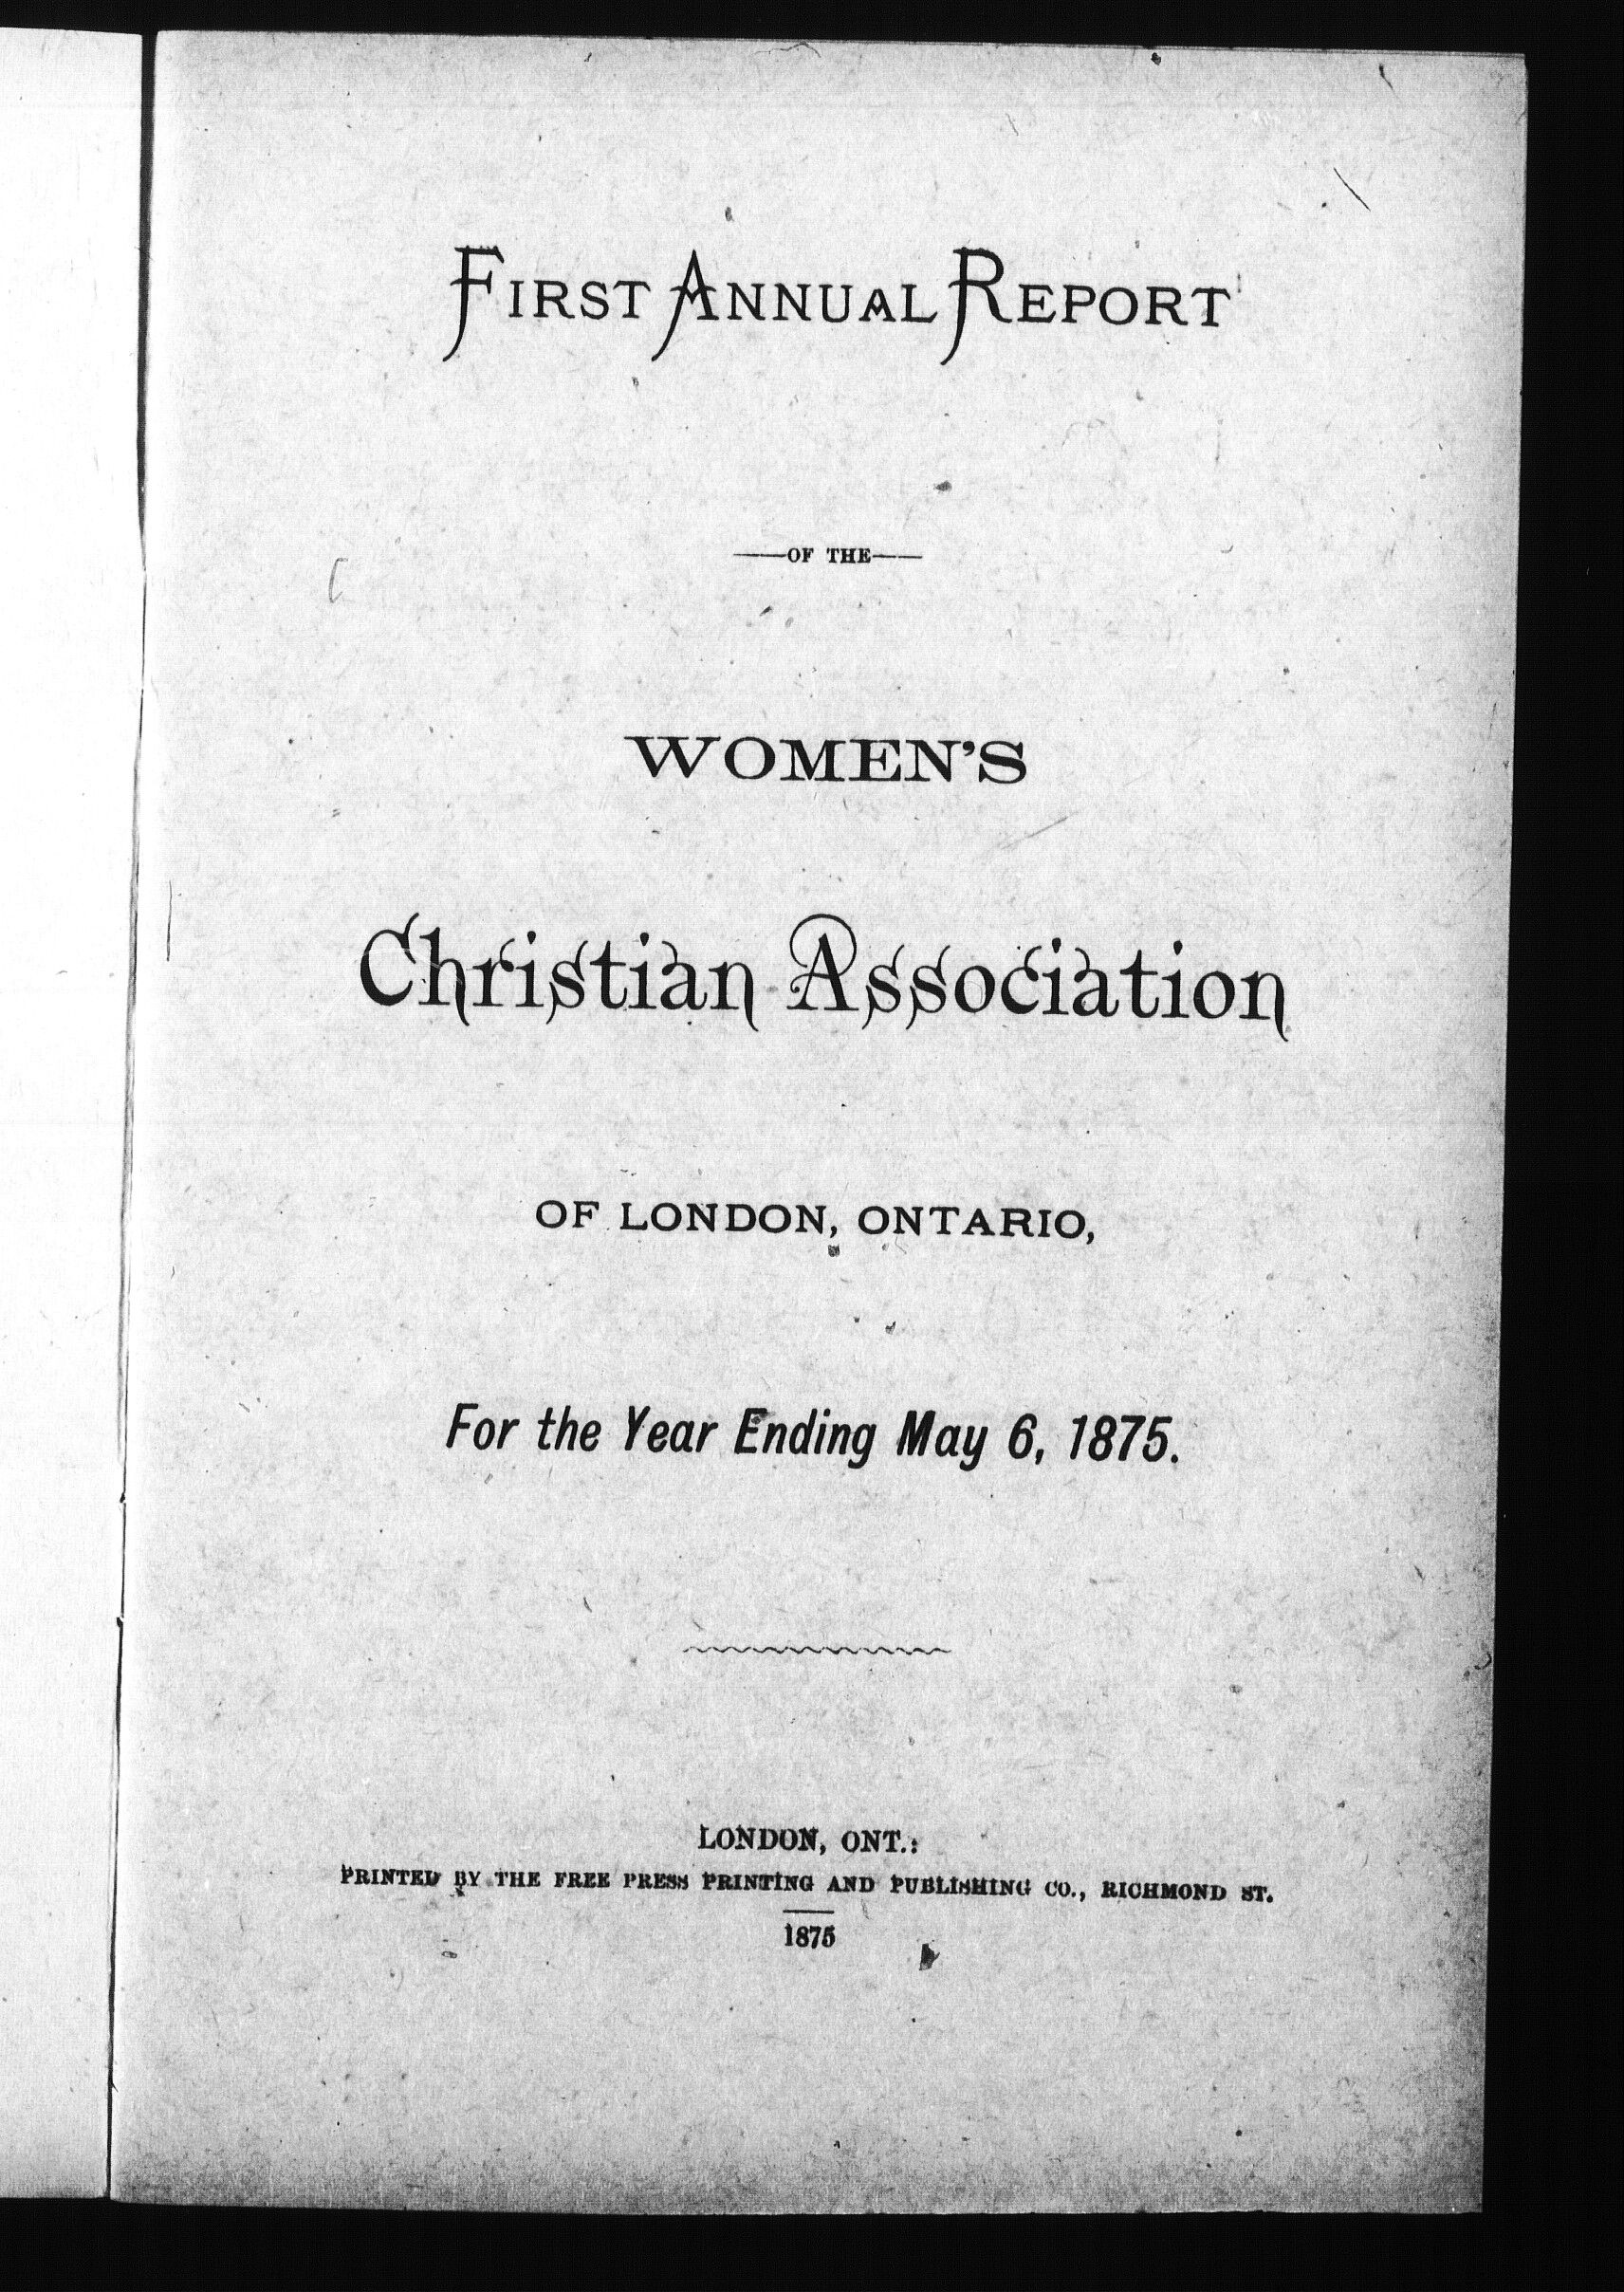 FIRST ANNUAL REPORT
——OF THE——
WOMEN'S
Christian Association
OF LONDON, ONTARIO,
For the Year Ending May 6, 1875.
LONDON, ONT.:
PRINTED BY THE FREE PRESS PRINTING AND PUBLISHING CO., RICHMOND ST.
1875